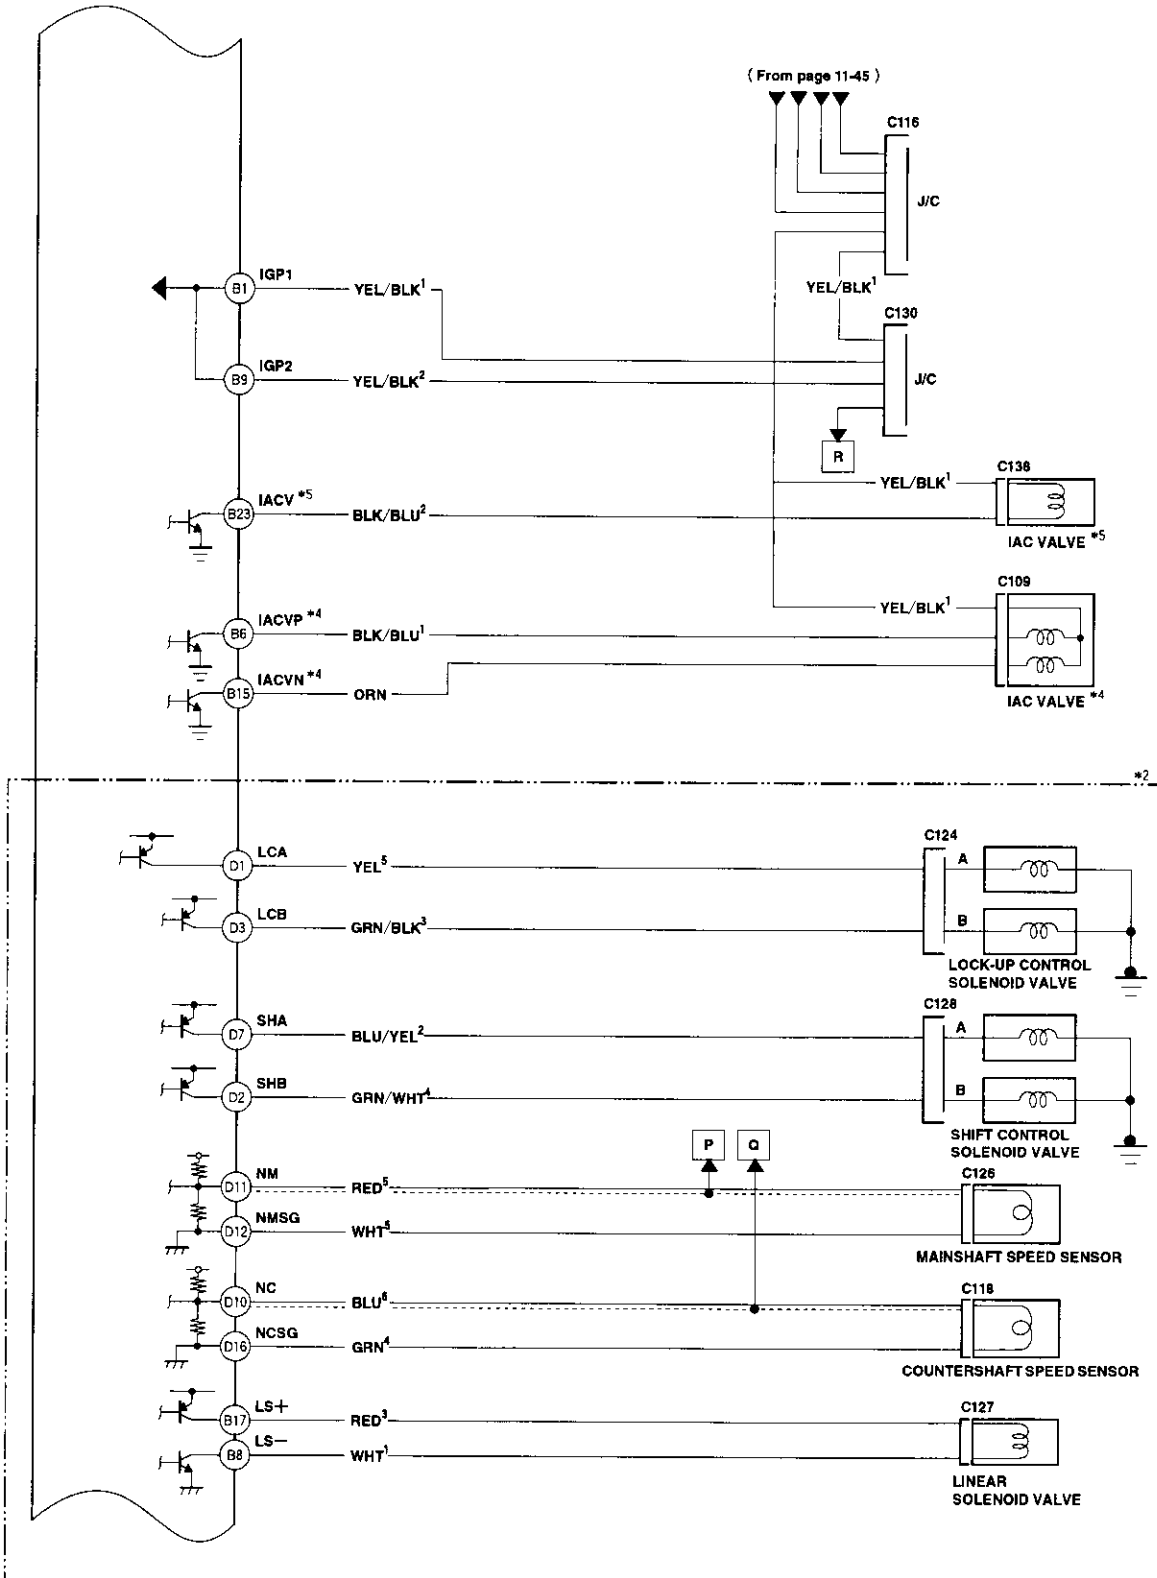 ( From page 11-45 )
C116
J/C
B1 IGP1 YEL/BLK¹
YEL/BLK¹
C130
B9 IGP2 YEL/BLK²
J/C
R
C138
YEL/BLK¹
B23 IACV *5 BLK/BLU²
IAC VALVE *5
C109
YEL/BLK¹
B6 IACVP *4 BLK/BLU¹
B15 IACVN *4 ORN
IAC VALVE *4
*2
C124
D1 LCA YEL⁵ A
D3 LCB GRN/BLK³ B
LOCK-UP CONTROL
SOLENOID VALVE
C128
D7 SHA BLU/YEL² A
D2 SHB GRN/WHT⁴ B
SHIFT CONTROL
SOLENOID VALVE
P Q
C126
D11 NM RED⁵
D12 NMSG WHT⁵
MAINSHAFT SPEED SENSOR
C118
D10 NC BLU⁶
D16 NCSG GRN⁴
COUNTERSHAFT SPEED SENSOR
C127
B17 LS+ RED³
B8 LS− WHT¹
LINEAR
SOLENOID VALVE